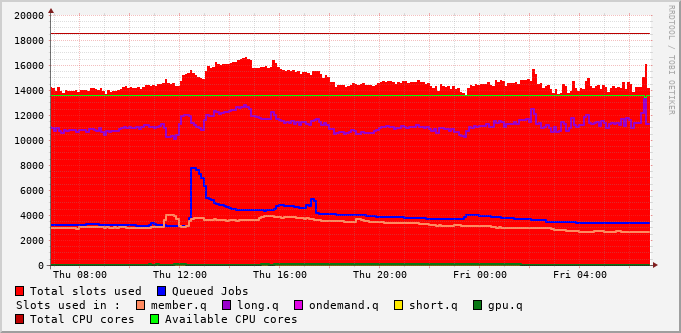 20000
18000
16000
14000
12000
10000
8000
6000
4000
2000
0
Thu 08:00 Thu 12:00 Thu 16:00 Thu 20:00 Fri 00:00 Fri 04:00
Total slots used Queued Jobs
Slots used in : member.q long.q ondemand.q short.q gpu.q
Total CPU cores Available CPU cores
RRDTOOL / TOBI OETIKER